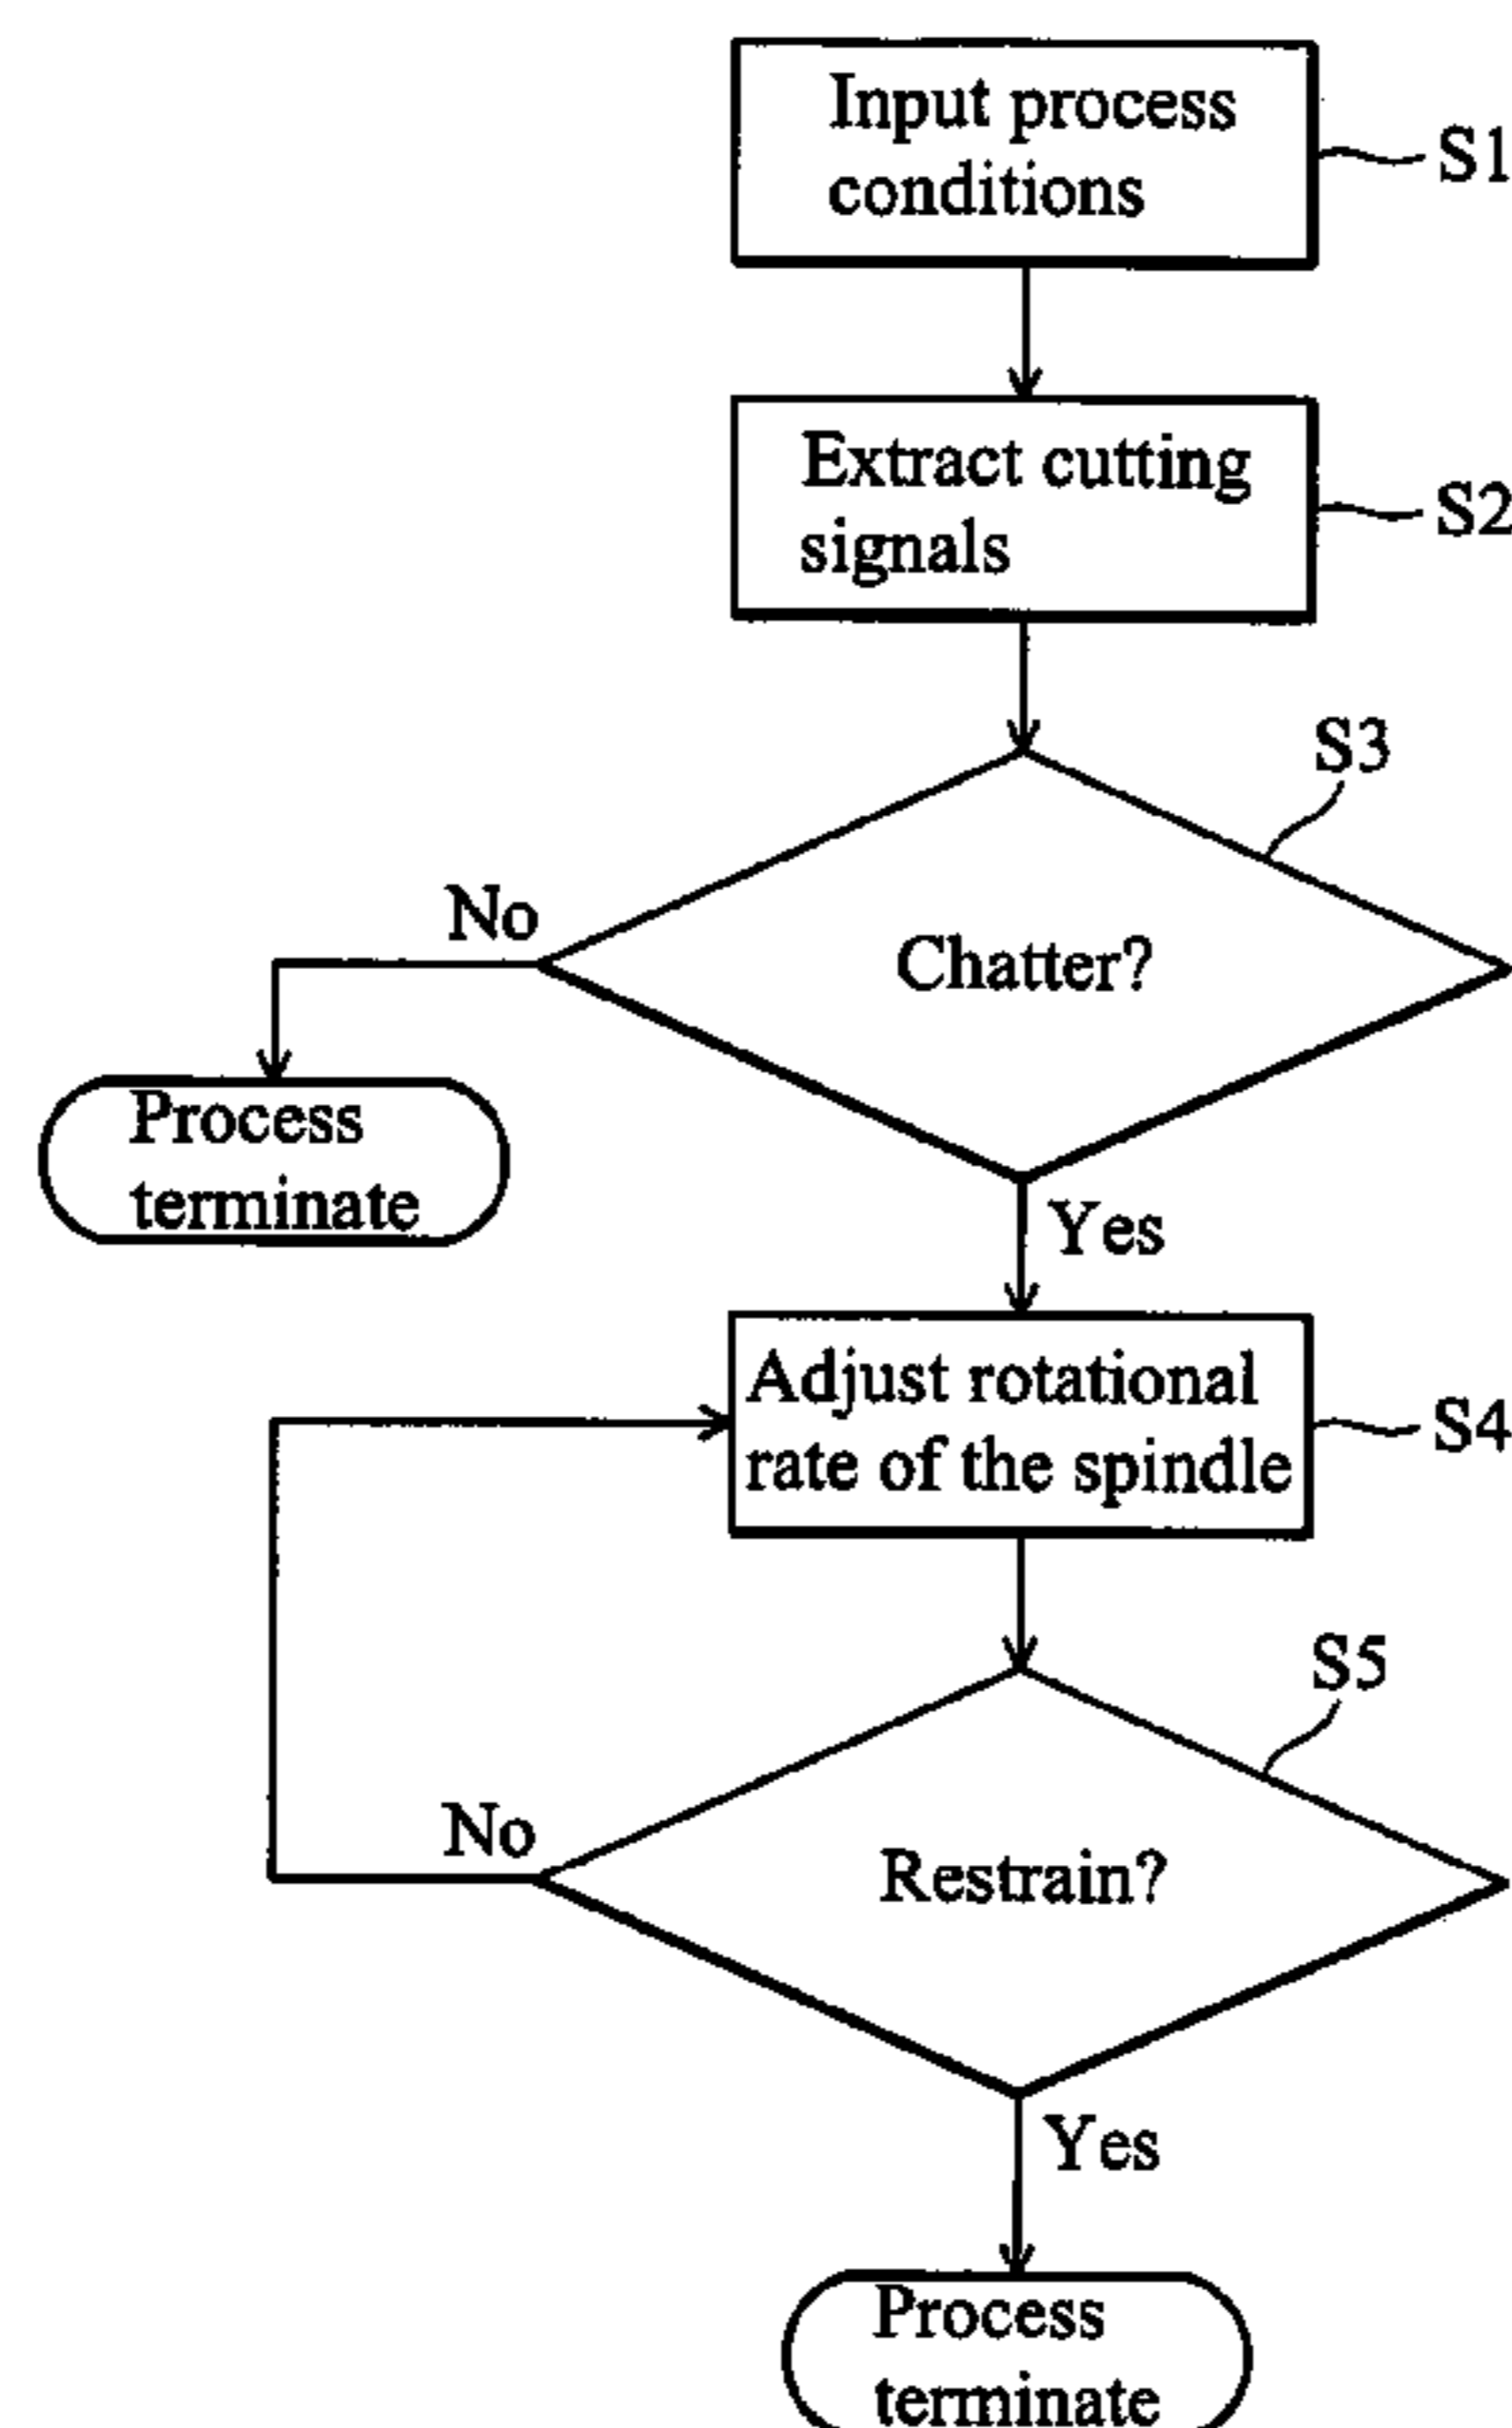 Input process
conditions
S1
Extract cutting
signals
S2
S3
Chatter?
No
Process
terminate
Yes
Adjust rotational
rate of the spindle
S4
S5
Restrain?
No
Yes
Process
terminate